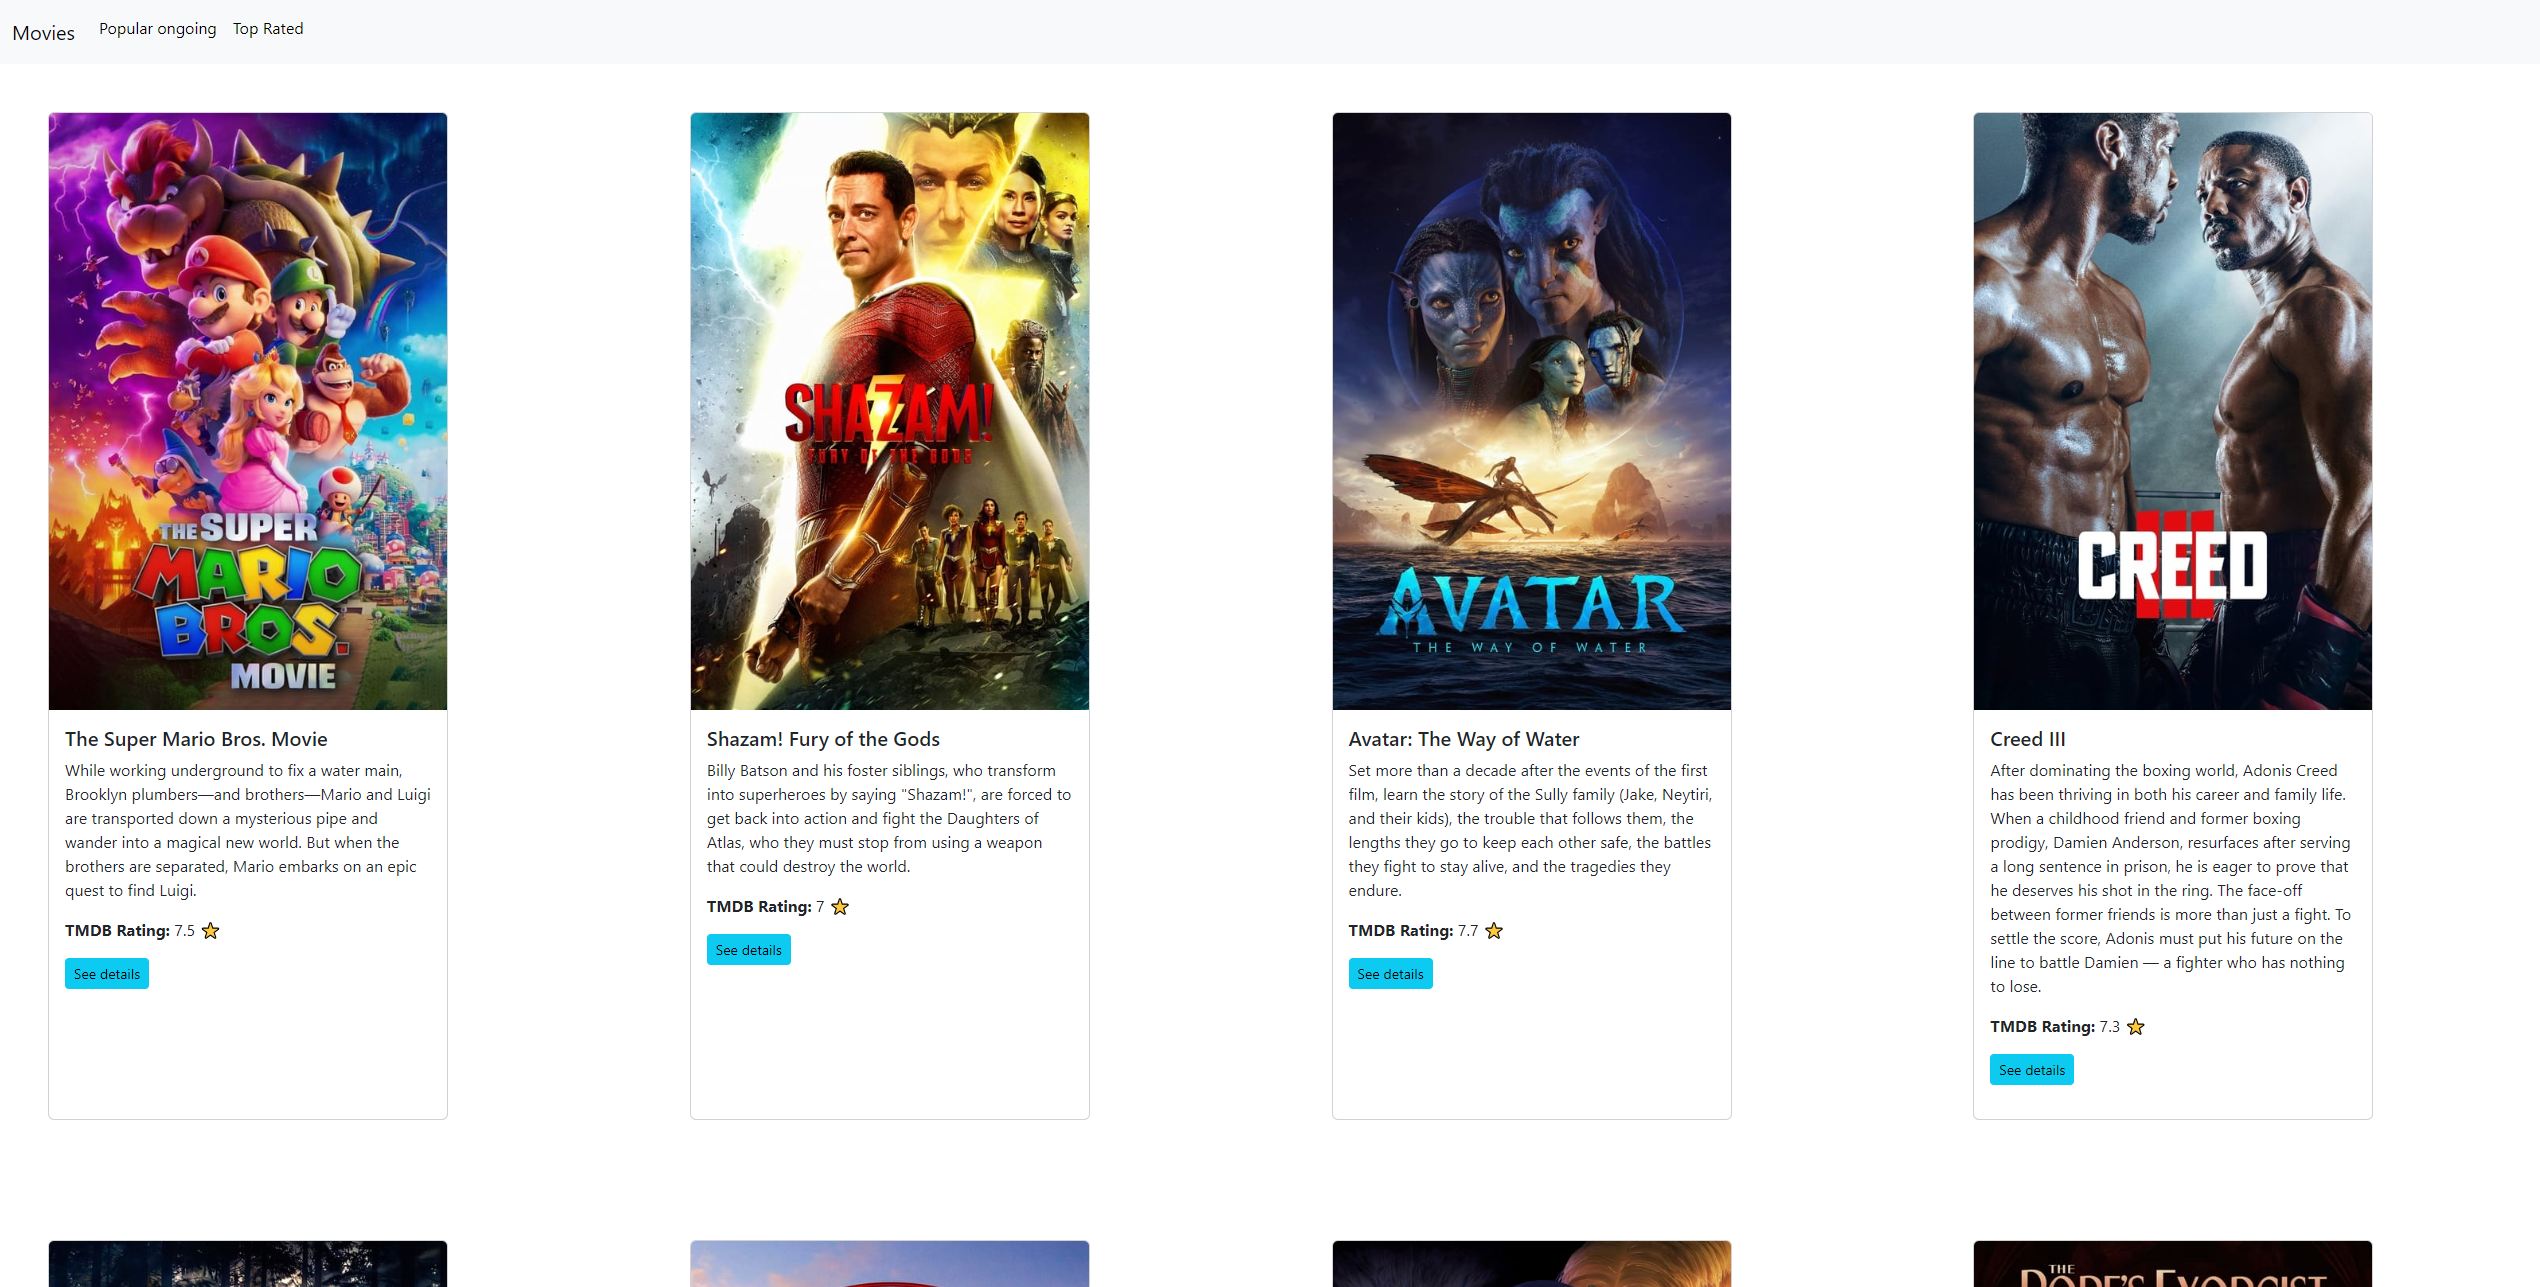 Movies Popular ongoing Top Rated
THE SUPER
MARIO
BROS.
MOVIE
The Super Mario Bros. Movie
While working underground to fix a water main,
Brooklyn plumbers—and brothers—Mario and Luigi
are transported down a mysterious pipe and
wander into a magical new world. But when the
brothers are separated, Mario embarks on an epic
quest to find Luigi.
TMDB Rating: 7.5
See details
SHAZAM!
FURY OF THE GODS
Shazam! Fury of the Gods
Billy Batson and his foster siblings, who transform
into superheroes by saying "Shazam!", are forced to
get back into action and fight the Daughters of
Atlas, who they must stop from using a weapon
that could destroy the world.
TMDB Rating: 7
See details
AVATAR
THE WAY OF WATER
Avatar: The Way of Water
Set more than a decade after the events of the first
film, learn the story of the Sully family (Jake, Neytiri,
and their kids), the trouble that follows them, the
lengths they go to keep each other safe, the battles
they fight to stay alive, and the tragedies they
endure.
TMDB Rating: 7.7
See details
CREED
III
Creed III
After dominating the boxing world, Adonis Creed
has been thriving in both his career and family life.
When a childhood friend and former boxing
prodigy, Damien Anderson, resurfaces after serving
a long sentence in prison, he is eager to prove that
he deserves his shot in the ring. The face-off
between former friends is more than just a fight. To
settle the score, Adonis must put his future on the
line to battle Damien — a fighter who has nothing
to lose.
TMDB Rating: 7.3
See details
THE
POPE'S EXORCIST